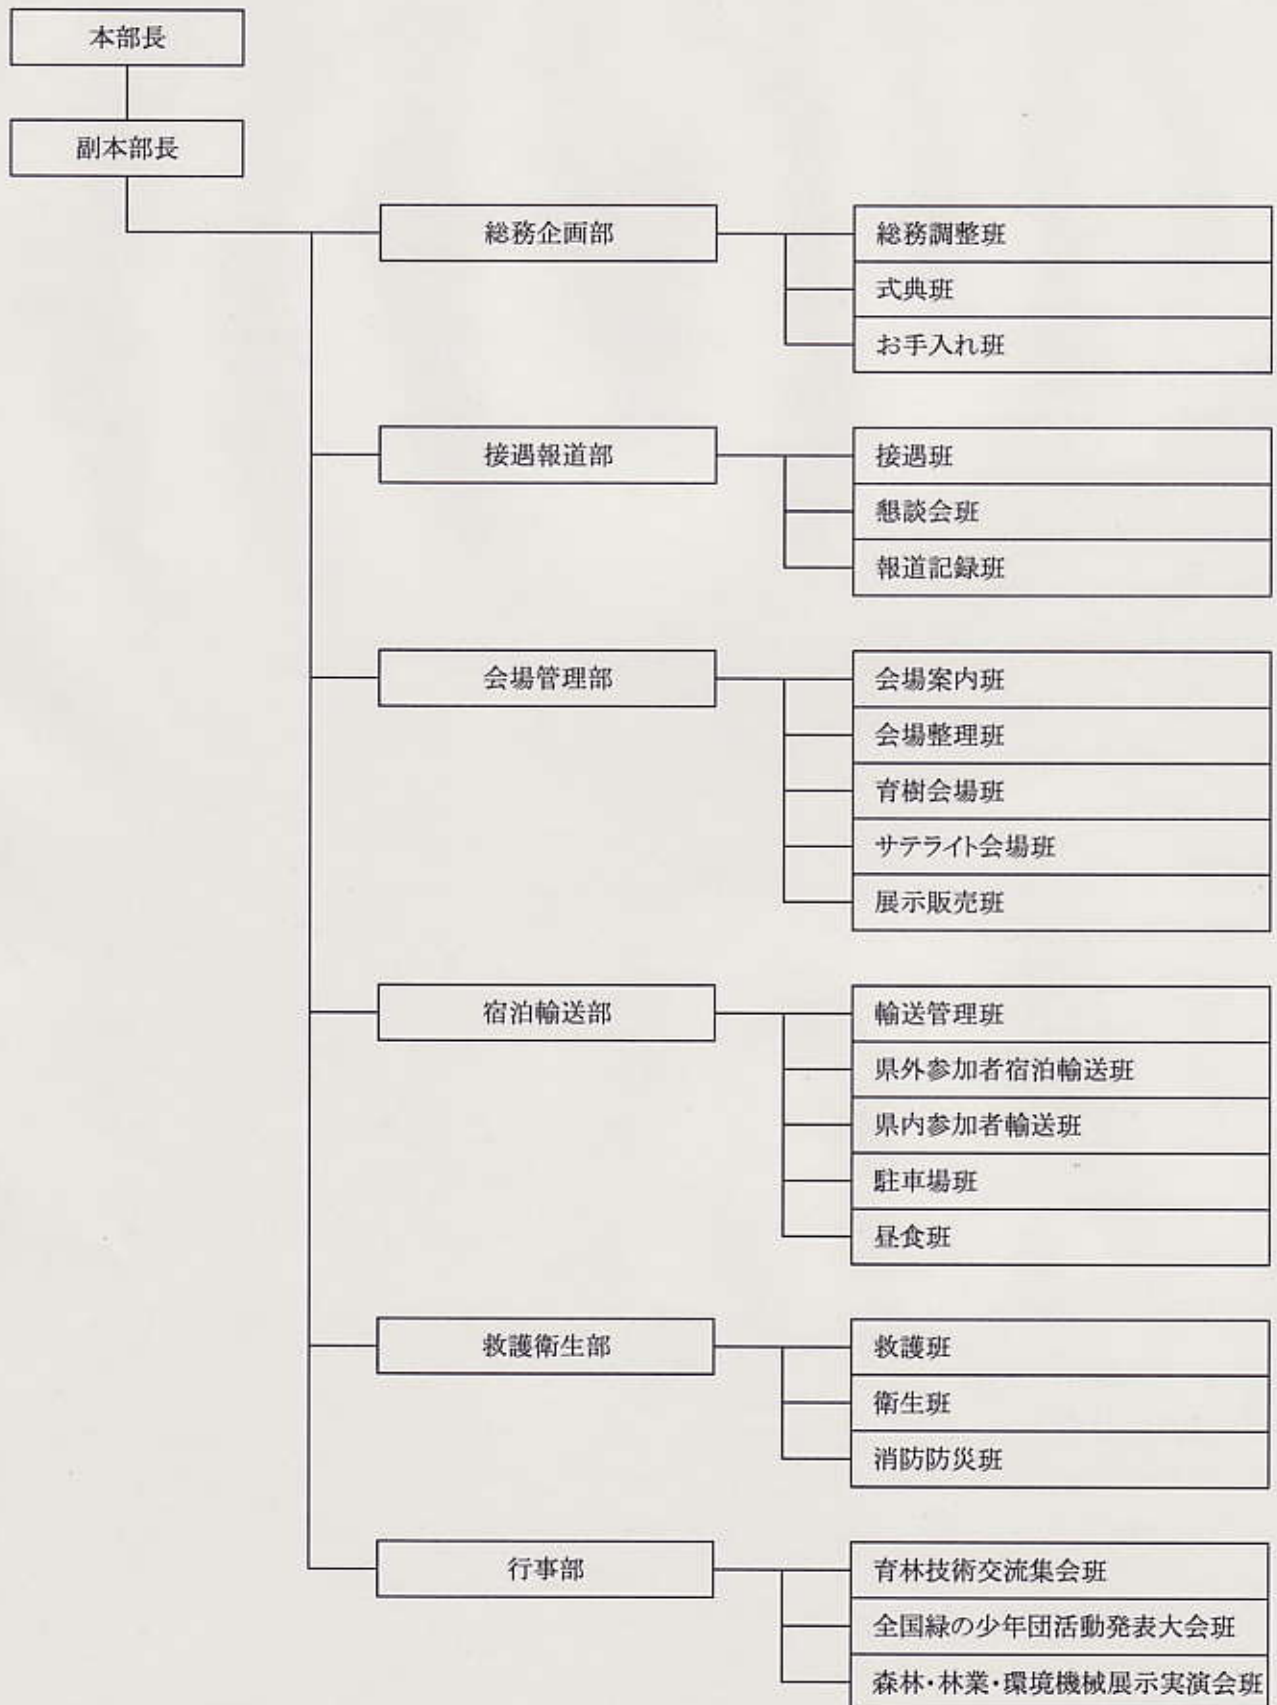 本部長
副本部長
総務企画部
総務調整班
式典班
お手入れ班
接遇報道部
接遇班
懇談会班
報道記録班
会場管理部
会場案内班
会場整理班
育樹会場班
サテライト会場班
展示販売班
宿泊輸送部
輸送管理班
県外参加者宿泊輸送班
県内参加者輸送班
駐車場班
昼食班
救護衛生部
救護班
衛生班
消防防災班
行事部
育林技術交流集会班
全国緑の少年団活動発表大会班
森林・林業・環境機械展示実演会班